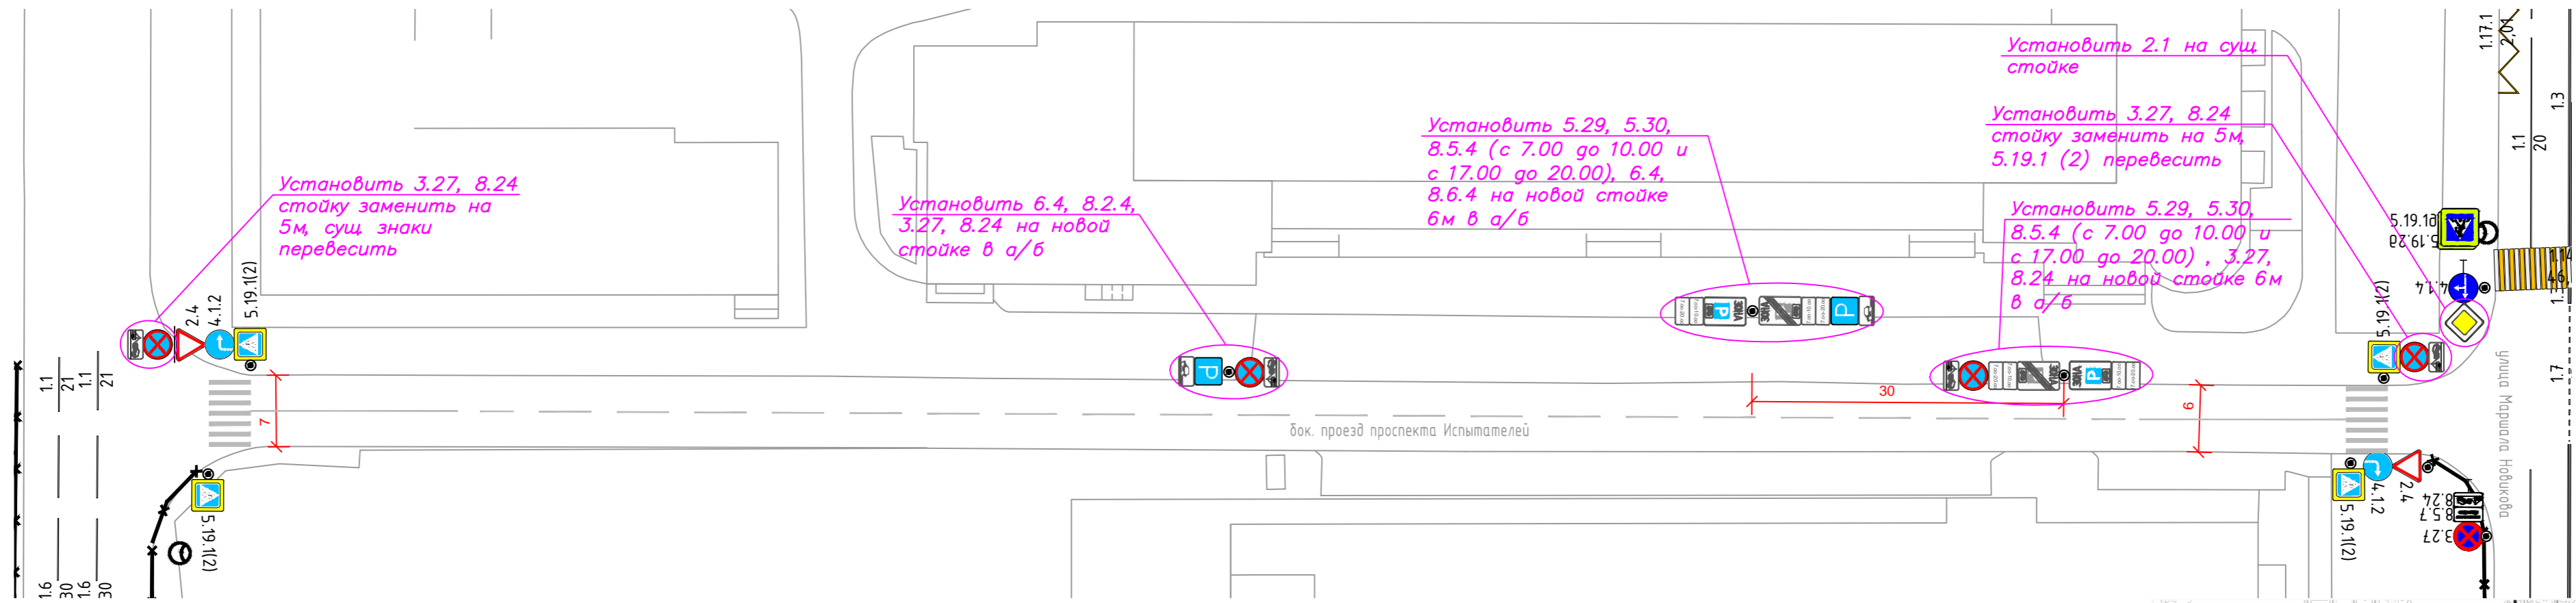 Установить 3.27, 8.24
стойку заменить на
5м, сущ. знаки
перевесить
Установить 6.4, 8.2.4,
3.27, 8.24 на новой
стойке в а/б
Установить 5.29, 5.30,
8.5.4 (с 7.00 до 10.00 и
с 17.00 до 20.00), 6.4,
8.6.4 на новой стойке
6м в а/б
Установить 2.1 на сущ.
стойке
Установить 3.27, 8.24
стойку заменить на 5м,
5.19.1 (2) перевесить
Установить 5.29, 5.30,
8.5.4 (с 7.00 до 10.00 и
с 17.00 до 20.00) , 3.27,
8.24 на новой стойке 6м
в а/б
2.4
4.1.2
5.19.1(2)
1.1
21
1.1
21
7
5.19.1(2)
1.6
30
1.6
30
P
ЗОНА
P
ЗОНА
P
ЗОНА
ЗОНА
P
30
6
бок. проезд проспекта Испытателей
5.19.1(2)
4.1.4
5.19.1д
5.19.2д
1.17.1
2,01
1.3
1.1
20
1.14
1.7
улица Маршала Новикова
5.19.1(2)
4.1.2
2.4
8.24
8.5.7
3.27